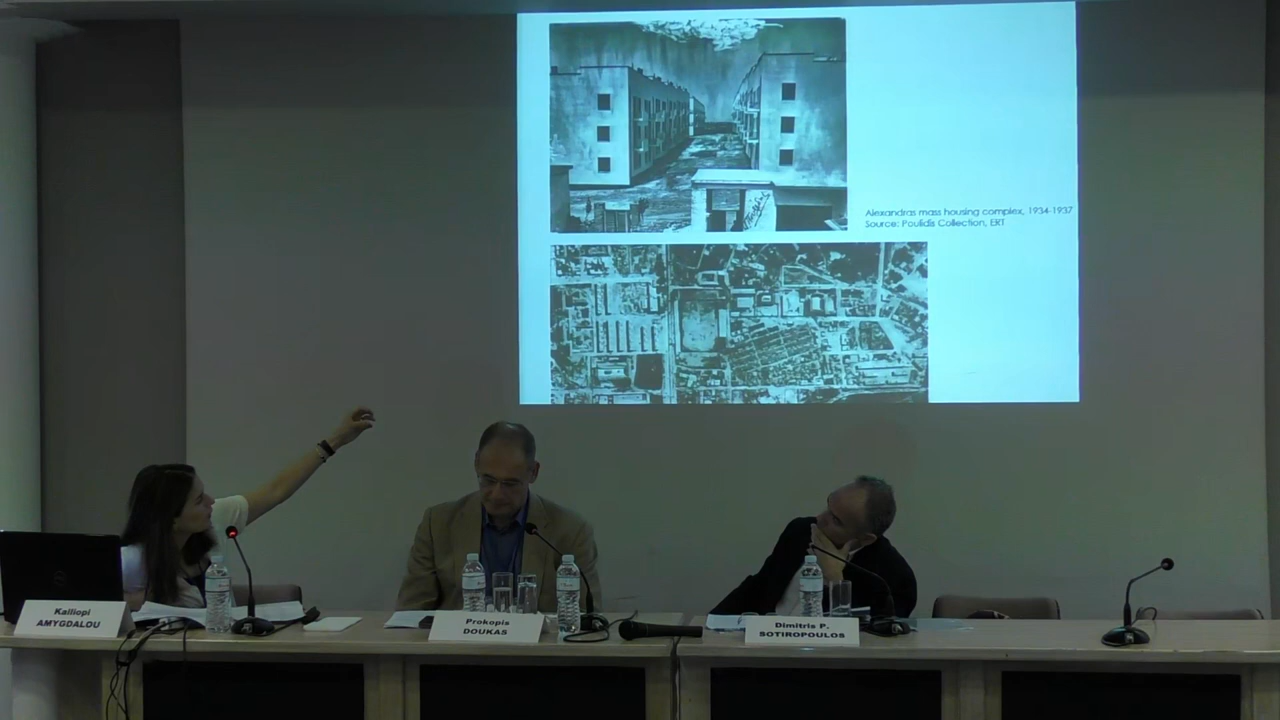 Alexandras mass housing complex, 1934-1937
Source: Poulidis Collection, ERT
Kalliopi
AMYGDALOU
Prokopis
DOUKAS
Dimitris P.
SOTIROPOULOS